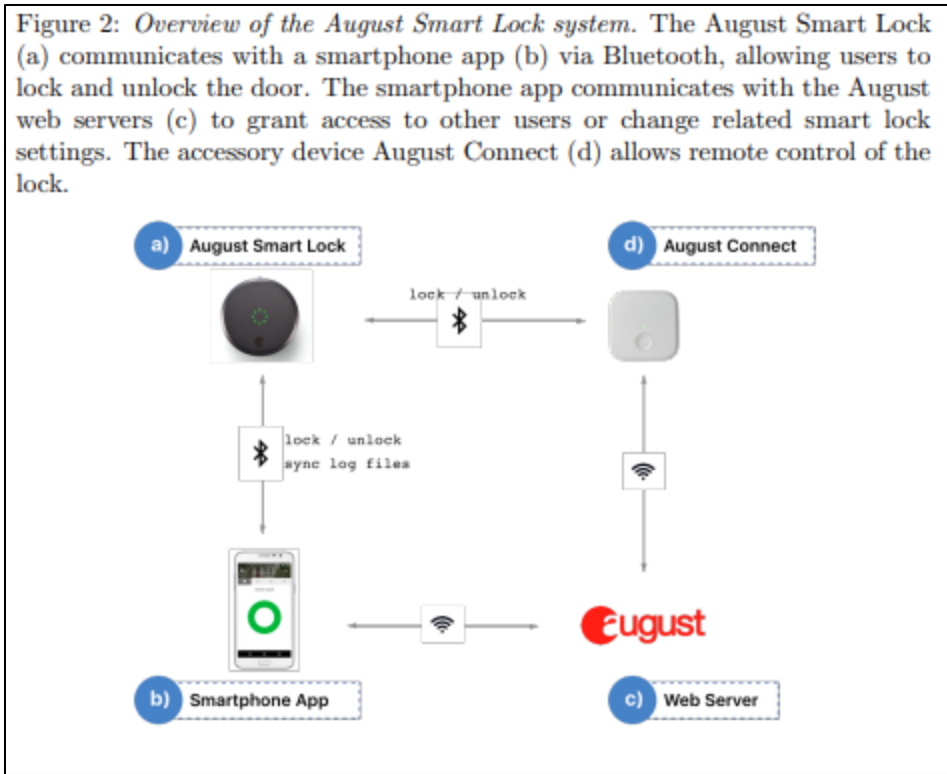 Figure 2: Overview of the August Smart Lock system. The August Smart Lock
(a) communicates with a smartphone app (b) via Bluetooth, allowing users to
lock and unlock the door. The smartphone app communicates with the August
web servers (c) to grant access to other users or change related smart lock
settings. The accessory device August Connect (d) allows remote control of the
lock.
a) August Smart Lock
d) August Connect
lock / unlock
lock / unlock
sync log files
august
b) Smartphone App
c) Web Server